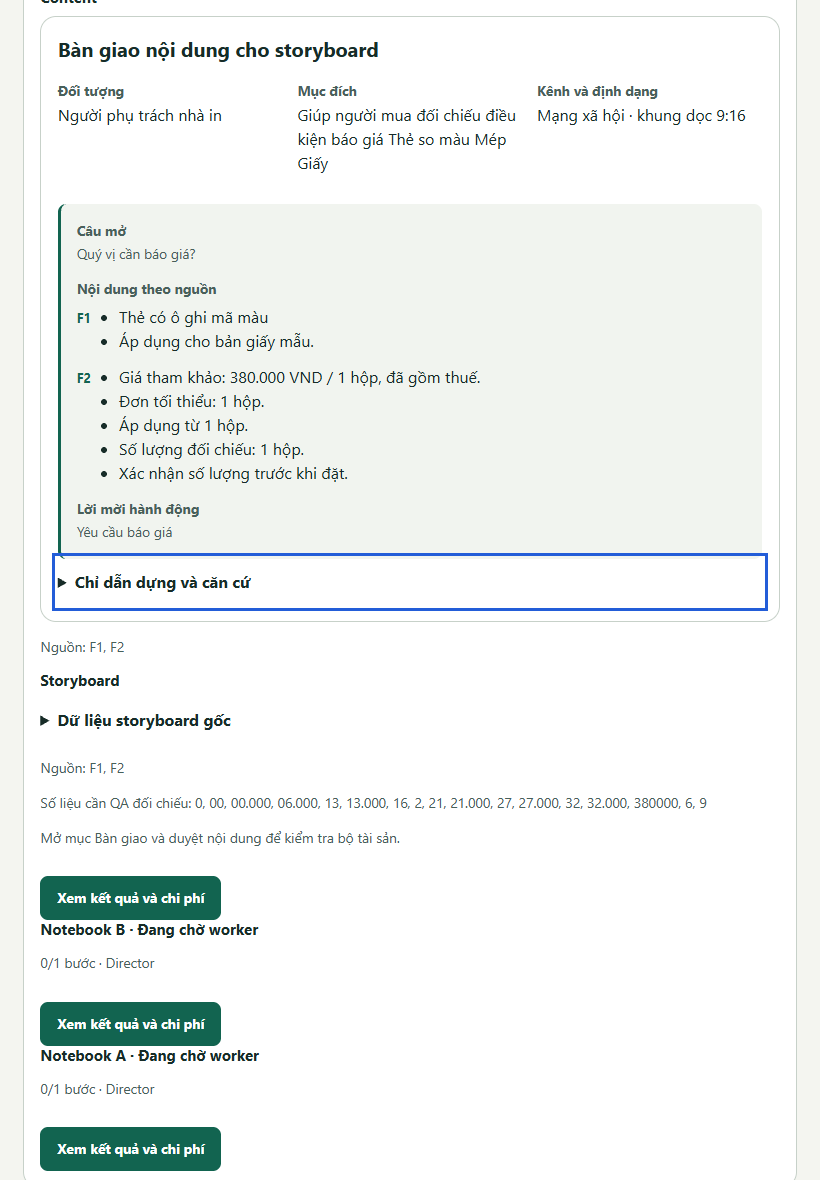 Content
Bàn giao nội dung cho storyboard
Đối tượng
Người phụ trách nhà in
Mục đích
Giúp người mua đối chiếu điều
kiện báo giá Thẻ so màu Mép
Giấy
Kênh và định dạng
Mạng xã hội · khung dọc 9:16
Câu mở
Quý vị cần báo giá?
Nội dung theo nguồn
F1 • Thẻ có ô ghi mã màu
• Áp dụng cho bản giấy mẫu.
F2 • Giá tham khảo: 380.000 VND / 1 hộp, đã gồm thuế.
• Đơn tối thiểu: 1 hộp.
• Áp dụng từ 1 hộp.
• Số lượng đối chiếu: 1 hộp.
• Xác nhận số lượng trước khi đặt.
Lời mời hành động
Yêu cầu báo giá
Chỉ dẫn dựng và căn cứ
Nguồn: F1, F2
Storyboard
Dữ liệu storyboard gốc
Nguồn: F1, F2
Số liệu cần QA đối chiếu: 0, 00, 00.000, 06.000, 13, 13.000, 16, 2, 21, 21.000, 27, 27.000, 32, 32.000, 380000, 6, 9
Mở mục Bàn giao và duyệt nội dung để kiểm tra bộ tài sản.
Xem kết quả và chi phí
Notebook B · Đang chờ worker
0/1 bước · Director
Xem kết quả và chi phí
Notebook A · Đang chờ worker
0/1 bước · Director
Xem kết quả và chi phí